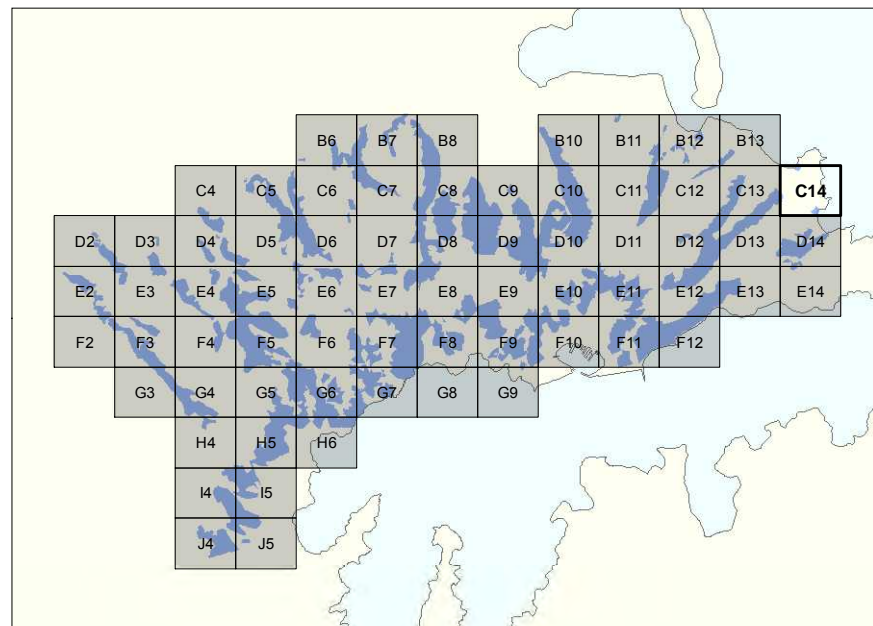 B6 B7 B8 B10 B11 B12 B13
C4 C5 C6 C7 C8 C9 C10 C11 C12 C13 C14
D2 D3 D4 D5 D6 D7 D8 D9 D10 D11 D12 D13 D14
E2 E3 E4 E5 E6 E7 E8 E9 E10 E11 E12 E13 E14
F2 F3 F4 F5 F6 F7 F8 F9 F10 F11 F12
G3 G4 G5 G6 G7 G8 G9
H4 H5 H6
I4 I5
J4 J5